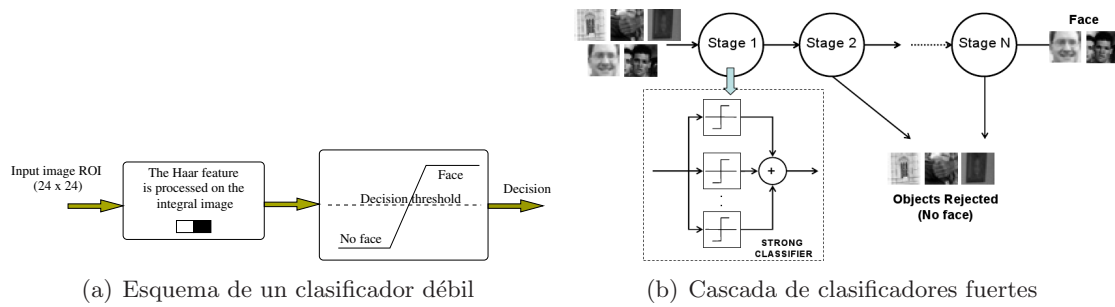 Input image ROI
(24 x 24)
The Haar feature
is processed on the
integral image
Face
Decision threshold
No face
Decision
(a) Esquema de un clasificador débil
Stage 1
Stage 2
Stage N
Face
+
STRONG
CLASSIFIER
Objects Rejected
(No face)
(b) Cascada de clasificadores fuertes